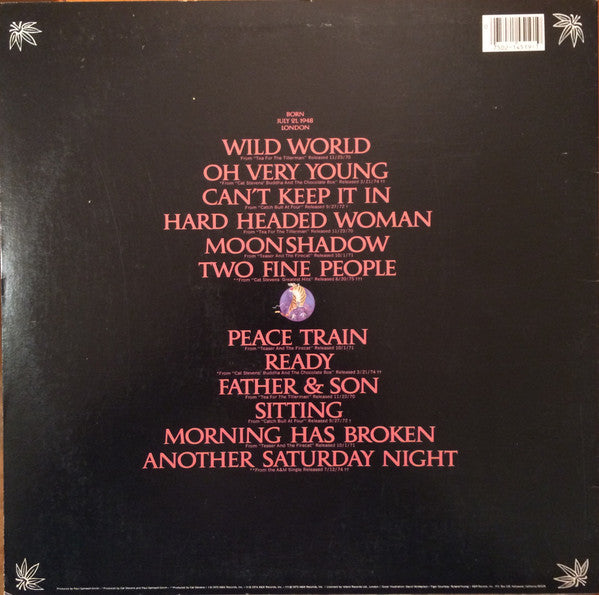 BORN
JULY 21, 1948
LONDON
WILD WORLD
From "Tea For The Tillerman" Released 11/23/70
OH VERY YOUNG
*From "Cat Stevens' Buddha And The Chocolate Box" Released 3/21/74 ††
CAN'T KEEP IT IN
From "Catch Bull At Four" Released 9/27/72 †
HARD HEADED WOMAN
From "Tea For The Tillerman" Released 11/23/70
MOONSHADOW
From "Teaser And The Firecat" Released 10/1/71
TWO FINE PEOPLE
**From "Cat Stevens Greatest Hits" Released 6/20/75 †††
PEACE TRAIN
From "Teaser And The Firecat" Released 10/1/71
READY
*From "Cat Stevens' Buddha And The Chocolate Box" Released 3/21/74 ††
FATHER & SON
From "Tea For The Tillerman" Released 11/23/70
SITTING
From "Catch Bull At Four" Released 9/27/72 †
MORNING HAS BROKEN
From "Teaser And The Firecat" Released 10/1/71
ANOTHER SATURDAY NIGHT
**From the A&M Single Released 7/12/74 ††